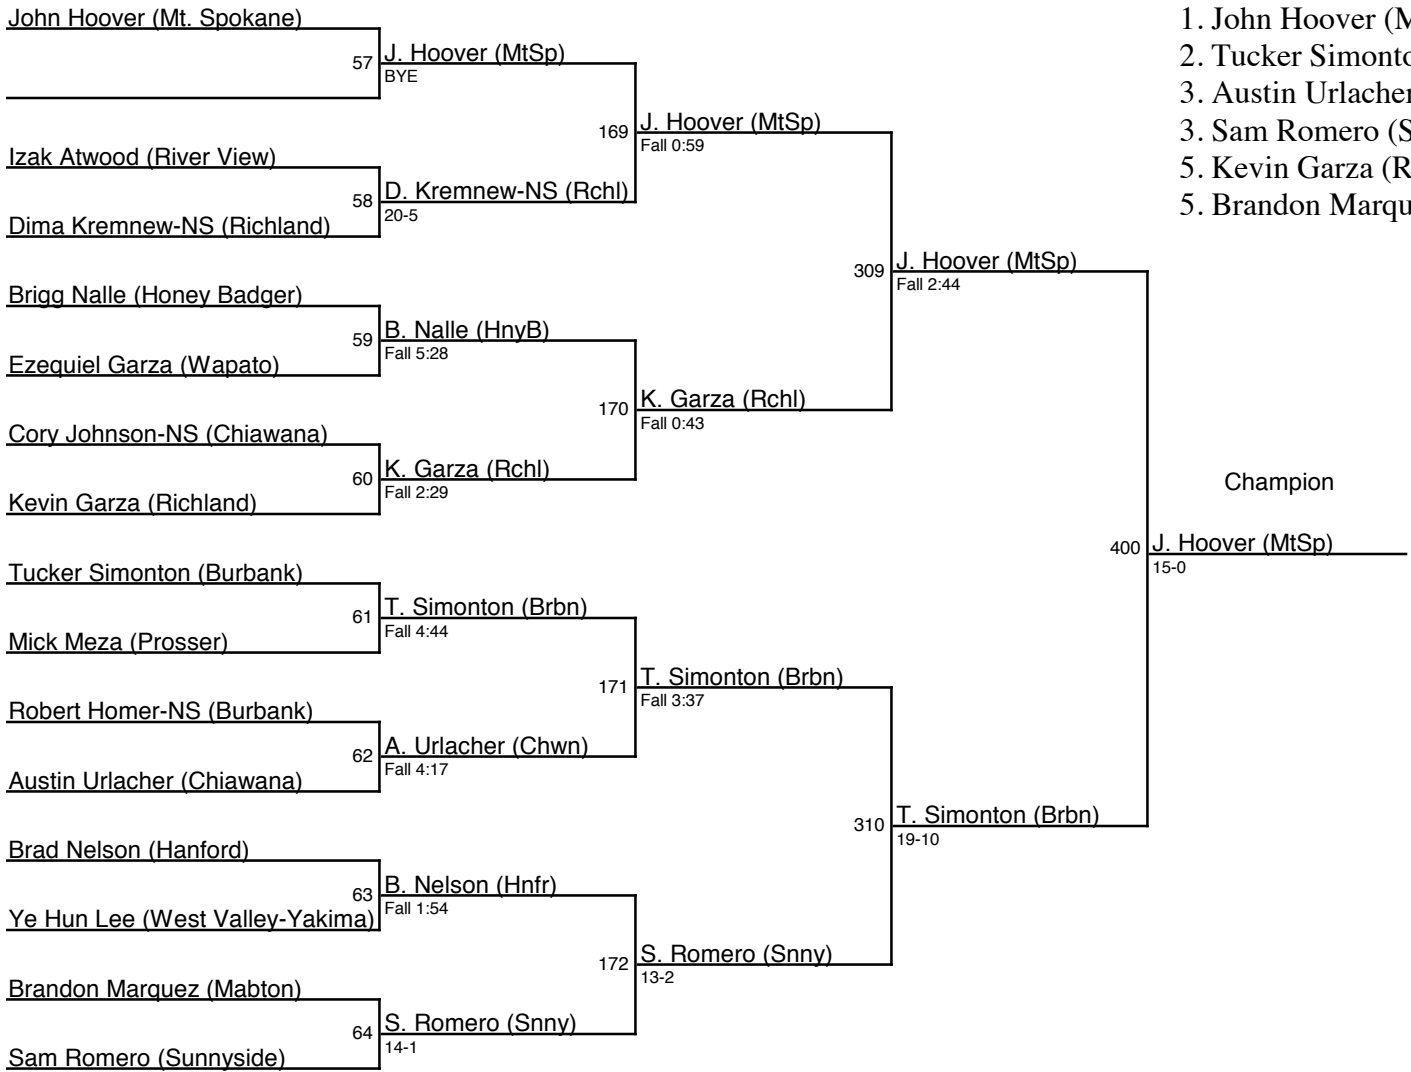 John Hoover (Mt. Spokane)
57 J. Hoover (MtSp)
BYE
169 J. Hoover (MtSp)
Fall 0:59
Izak Atwood (River View)
58 D. Kremnew-NS (Rchl)
20-5
Dima Kremnew-NS (Richland)
309 J. Hoover (MtSp)
Fall 2:44
Brigg Nalle (Honey Badger)
59 B. Nalle (HnyB)
Fall 5:28
Ezequiel Garza (Wapato)
170 K. Garza (Rchl)
Fall 0:43
Cory Johnson-NS (Chiawana)
60 K. Garza (Rchl)
Fall 2:29
Kevin Garza (Richland)
Champion
400 J. Hoover (MtSp)
15-0
Tucker Simonton (Burbank)
61 T. Simonton (Brbn)
Fall 4:44
Mick Meza (Prosser)
171 T. Simonton (Brbn)
Fall 3:37
Robert Homer-NS (Burbank)
62 A. Urlacher (Chwn)
Fall 4:17
Austin Urlacher (Chiawana)
310 T. Simonton (Brbn)
19-10
Brad Nelson (Hanford)
63 B. Nelson (Hnfr)
Fall 1:54
Ye Hun Lee (West Valley-Yakima)
172 S. Romero (Snny)
13-2
Brandon Marquez (Mabton)
64 S. Romero (Snny)
14-1
Sam Romero (Sunnyside)
1. John Hoover (
2. Tucker
3. Austin Urlacher
3. Sam Romero (S
5. Kevin Garza (R
5. Brandon